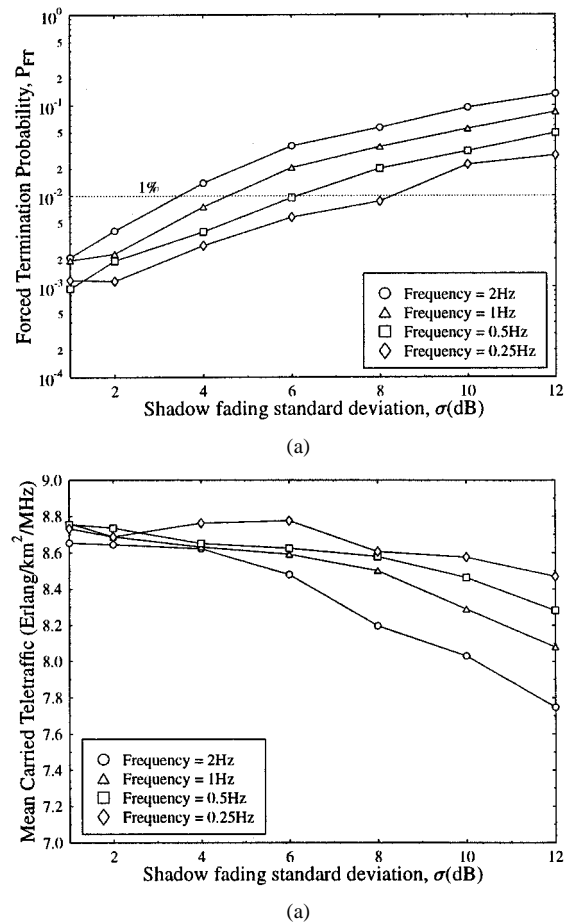 10^0
5
2
10^-1
5
2
10^-2
5
2
10^-3
5
2
10^-4
1%
Forced Termination Probability, P_FT
Frequency = 2Hz
Frequency = 1Hz
Frequency = 0.5Hz
Frequency = 0.25Hz
2 4 6 8 10 12
Shadow fading standard deviation, σ(dB)
(a)
9.0
8.8
8.6
8.4
8.2
8.0
7.8
7.6
7.4
7.2
7.0
Mean Carried Teletraffic (Erlang/km²/MHz)
Frequency = 2Hz
Frequency = 1Hz
Frequency = 0.5Hz
Frequency = 0.25Hz
2 4 6 8 10 12
Shadow fading standard deviation, σ(dB)
(a)